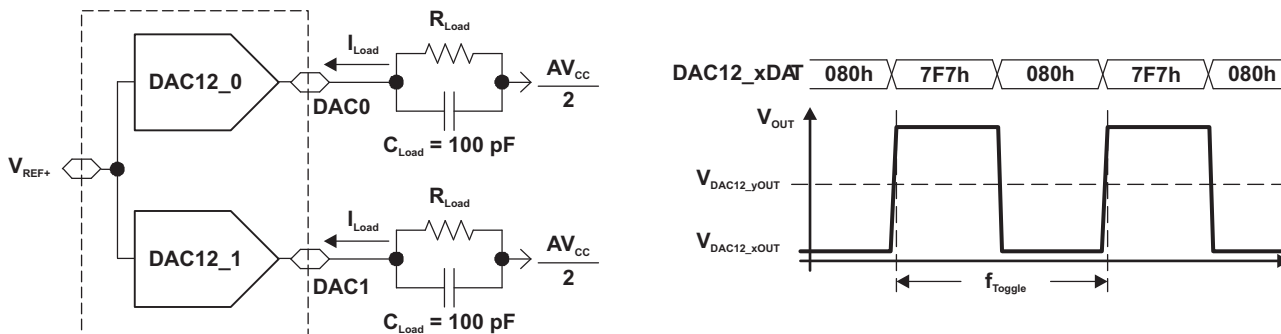 DAC12_0
DAC0
I_Load
R_Load
C_Load = 100 pF
AV_CC
2
V_REF+
DAC12_1
DAC1
I_Load
R_Load
C_Load = 100 pF
AV_CC
2
DAC12_xDAT
080h 7F7h 080h 7F7h 080h
V_OUT
V_DAC12_yOUT
V_DAC12_xOUT
f_Toggle